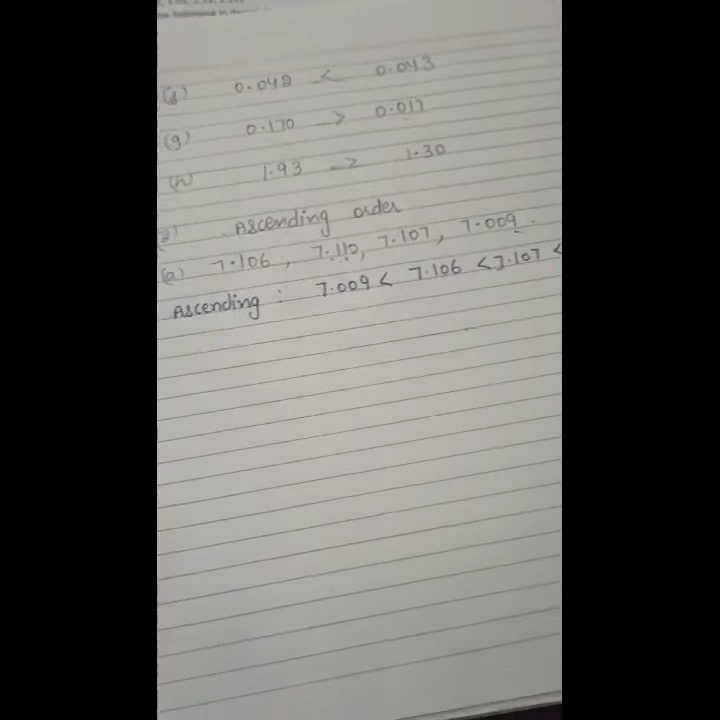 (f) 0.042 < 0.043
(g) 0.170 -> 0.017
(h) 1.93 -> 1.30
2) Ascending order
(a) 7.106, 7.110, 7.107, 7.009.
Ascending: 7.009 < 7.106 < 7.107 <